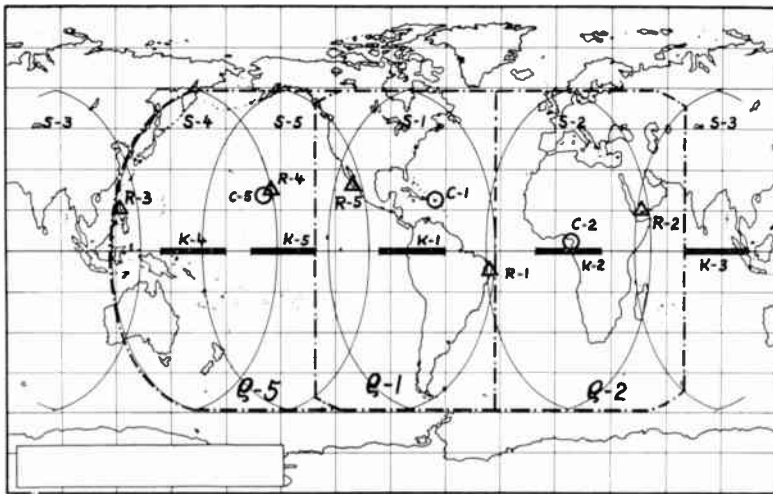 S-3 S-4 S-5 S-1 S-2 S-3
R-3 C-5 R-4 R-5 C-1 C-2 R-2
K-4 K-5 K-1 R-1 K-2 K-3
ϱ-5 ϱ-1 ϱ-2